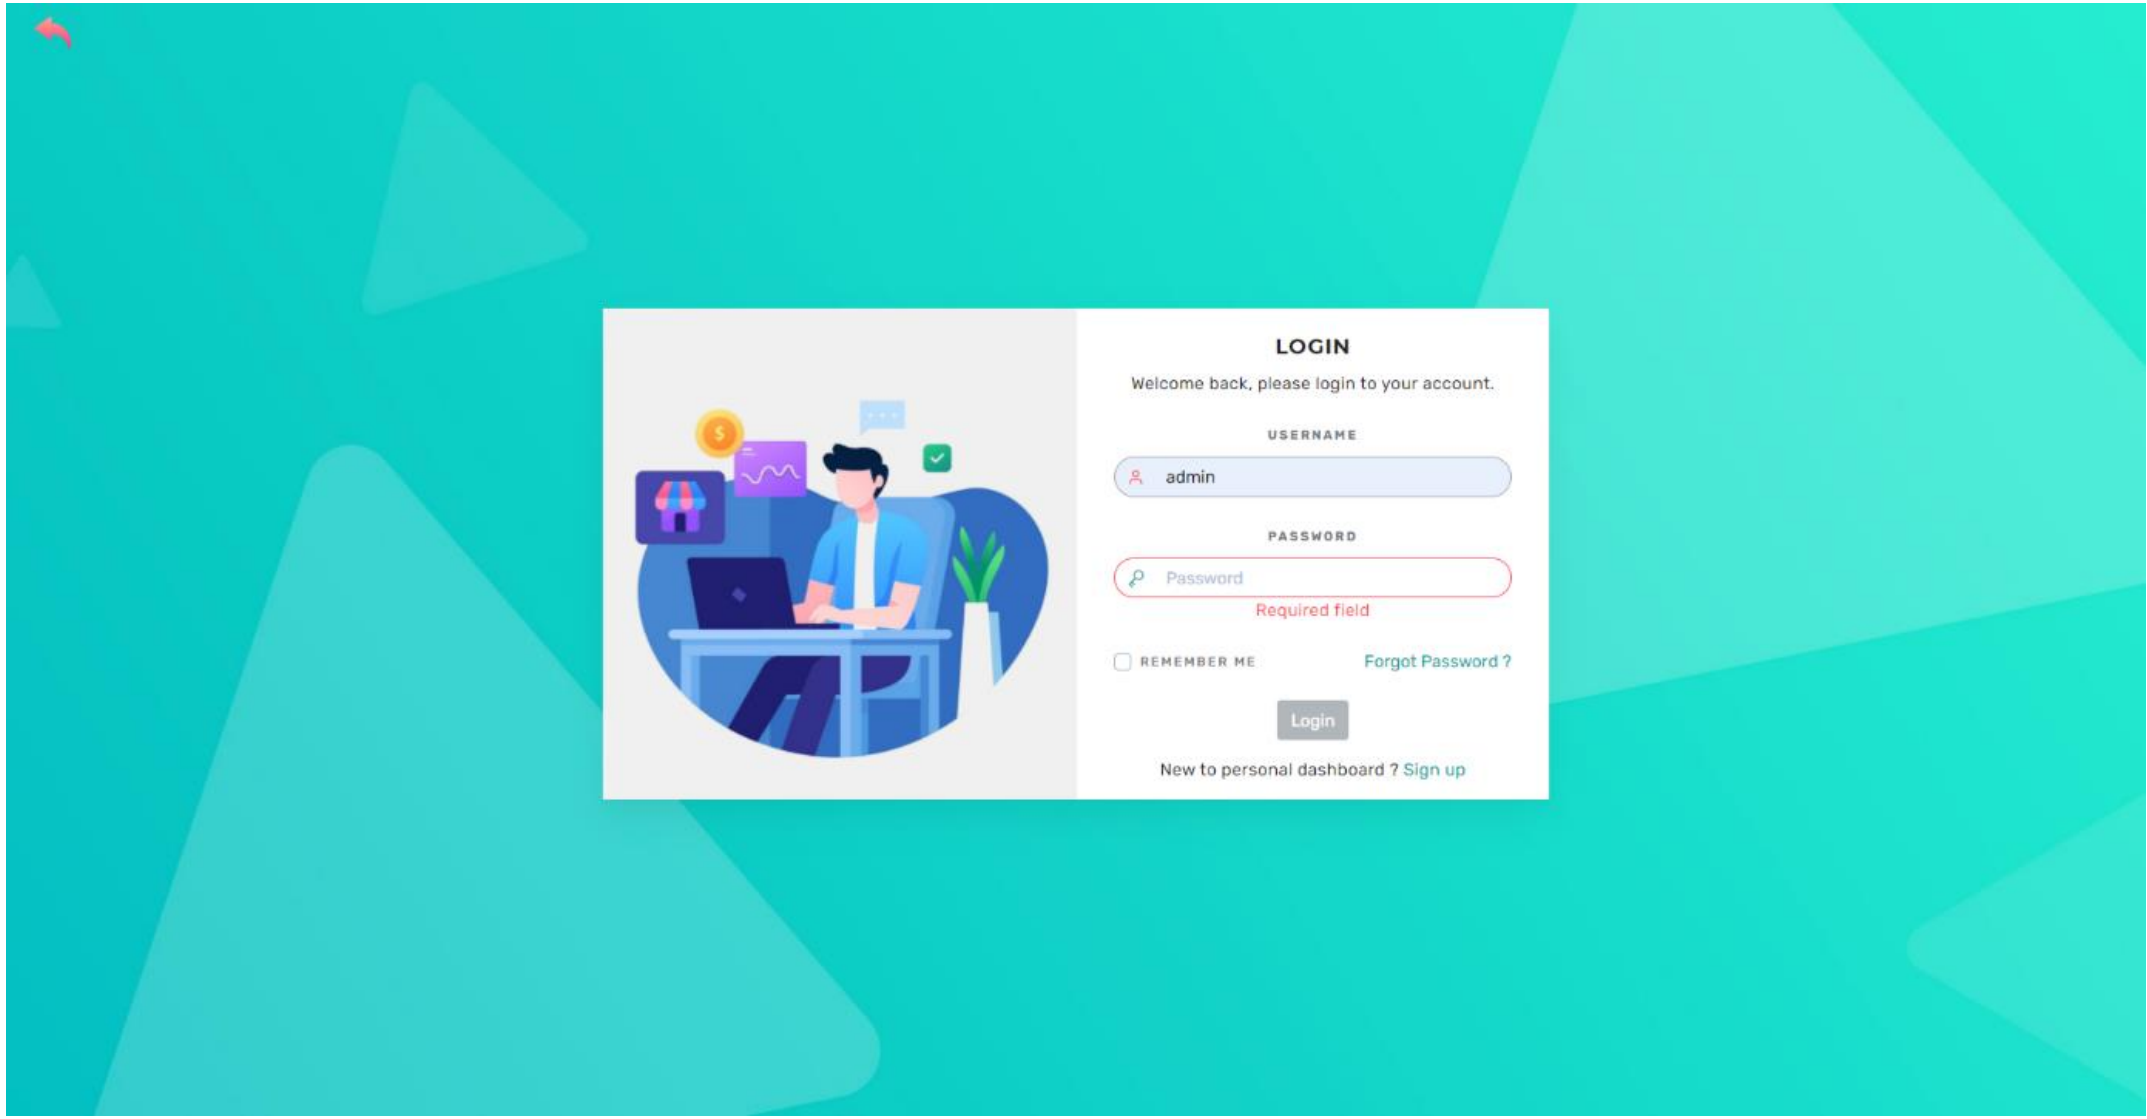 LOGIN
Welcome back, please login to your account.
USERNAME
admin
PASSWORD
Password
Required field
REMEMBER ME
Forgot Password ?
Login
New to personal dashboard ? Sign up
$